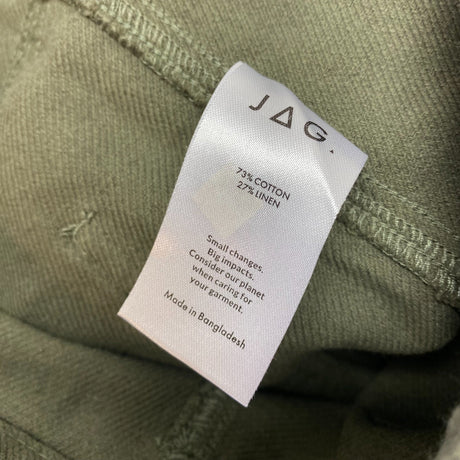 JAG.
73% COTTON
27% LINEN
Small changes.
Big impacts.
Consider our planet
when caring for
your garment.
Made in Bangladesh